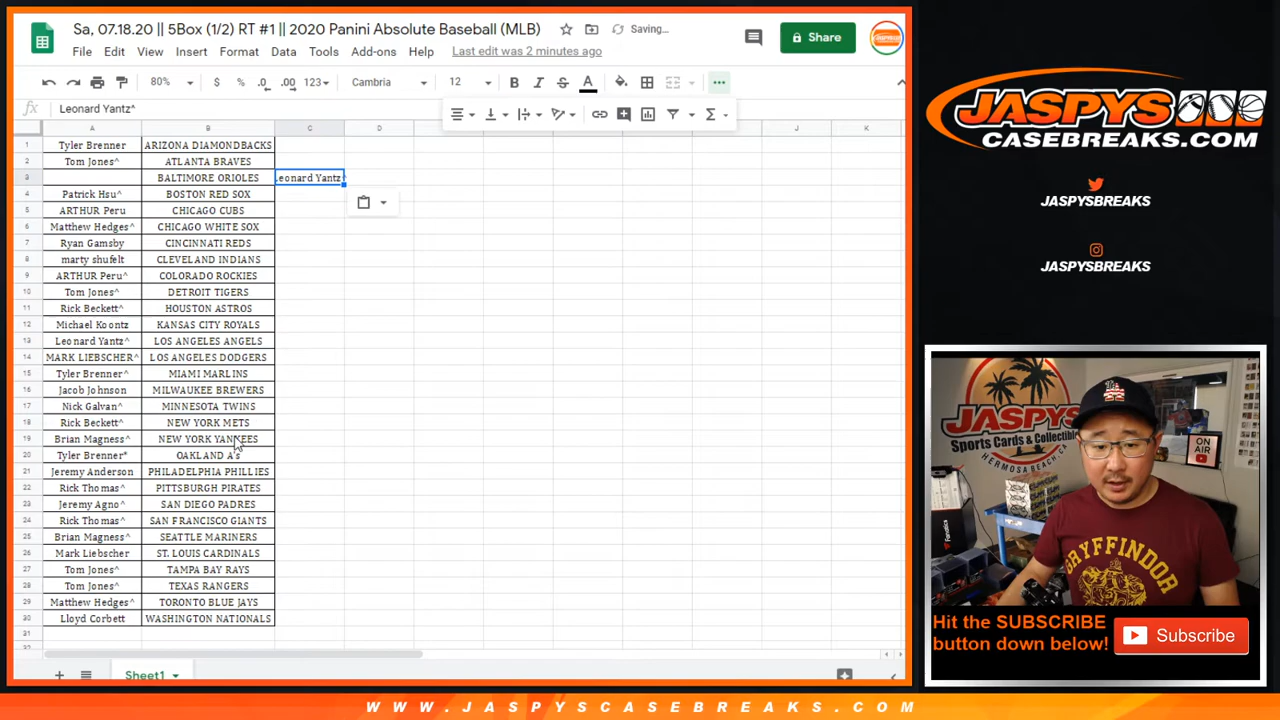 Sa, 07.18.20 || 5Box (1/2) RT #1 || 2020 Panini Absolute Baseball (MLB) Saving...
File Edit View Insert Format Data Tools Add-ons Help Last edit was 2 minutes ago
Share
80% $ % .0 .00 123 Cambria 12 B I S A
fx Leonard Yantz^
A B C D J K
1 Tyler Brenner ARIZONA DIAMONDBACKS
2 Tom Jones^ ATLANTA BRAVES
3 BALTIMORE ORIOLES eonard Yantz
4 Patrick Hsu^ BOSTON RED SOX
5 ARTHUR Peru CHICAGO CUBS
6 Matthew Hedges^ CHICAGO WHITE SOX
7 Ryan Gamsby CINCINNATI REDS
8 marty shufelt CLEVELAND INDIANS
9 ARTHUR Peru^ COLORADO ROCKIES
10 Tom Jones^ DETROIT TIGERS
11 Rick Beckett^ HOUSTON ASTROS
12 Michael Koontz KANSAS CITY ROYALS
13 Leonard Yantz^ LOS ANGELES ANGELS
14 MARK LIEBSCHER^ LOS ANGELES DODGERS
15 Tyler Brenner^ MIAMI MARLINS
16 Jacob Johnson MILWAUKEE BREWERS
17 Nick Galvan^ MINNESOTA TWINS
18 Rick Beckett^ NEW YORK METS
19 Brian Magness^ NEW YORK YANKEES
20 Tyler Brenner* OAKLAND A's
21 Jeremy Anderson PHILADELPHIA PHILLIES
22 Rick Thomas^ PITTSBURGH PIRATES
23 Jeremy Agno^ SAN DIEGO PADRES
24 Rick Thomas^ SAN FRANCISCO GIANTS
25 Brian Magness^ SEATTLE MARINERS
26 Mark Liebscher ST. LOUIS CARDINALS
27 Tom Jones^ TAMPA BAY RAYS
28 Tom Jones^ TEXAS RANGERS
29 Matthew Hedges^ TORONTO BLUE JAYS
30 Lloyd Corbett WASHINGTON NATIONALS
31
Sheet1
JASPYS
CASEBREAKS.COM
JASPYSBREAKS
JASPYSBREAKS
JASPYS
Sports Cards & Collectible
HERMOSA BEACH, C
ON AIR
GRYFFINDOR
Hit the SUBSCRIBE
button down below!
Subscribe
WWW.JASPYSCASEBREAKS.COM